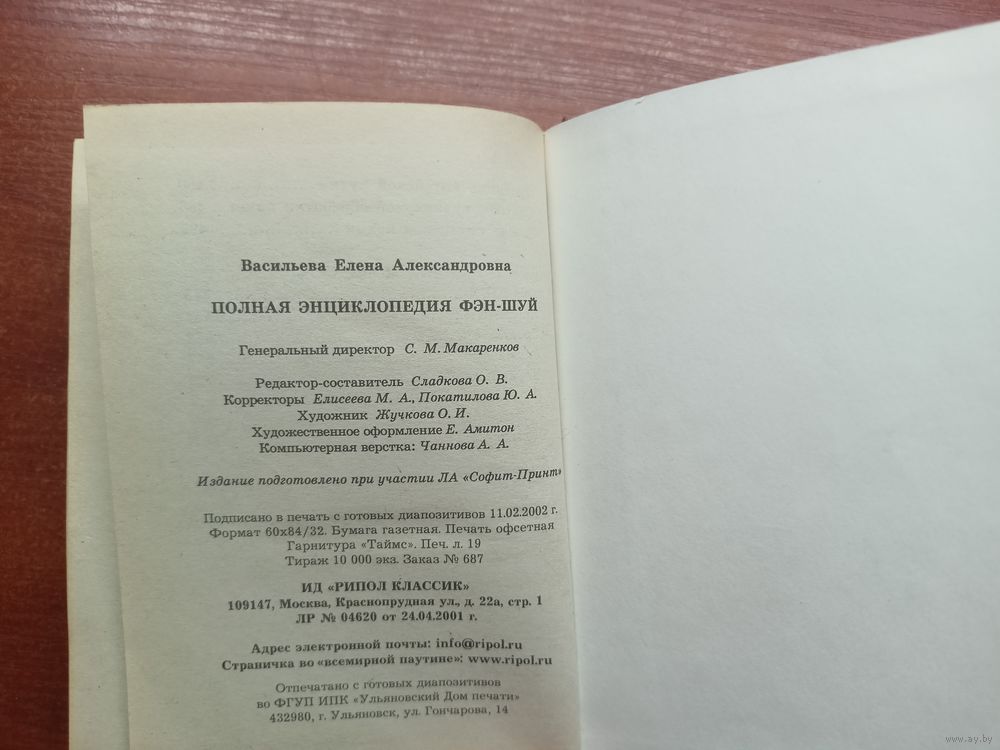 Васильева Елена Александровна
ПОЛНАЯ ЭНЦИКЛОПЕДИЯ ФЭН-ШУЙ
Генеральный директор С. М. Макаренков
Редактор-составитель Сладкова О. В.
Корректоры Елисеева М. А., Покатилова Ю. А.
Художник Жучкова О. И.
Художественное оформление Е. Амитон
Компьютерная верстка: Чаннова А. А.
Издание подготовлено при участии ЛА «Софит-Принт»
Подписано в печать с готовых диапозитивов 11.02.2002 г.
Формат 60х84/32. Бумага газетная. Печать офсетная
Гарнитура «Таймс». Печ. л. 19
Тираж 10 000 экз. Заказ № 687
ИД «РИПОЛ КЛАССИК»
109147, Москва, Краснопрудная ул., д. 22а, стр. 1
ЛР № 04620 от 24.04.2001 г.
Адрес электронной почты: info@ripol.ru
Страничка во «всемирной паутине»: www.ripol.ru
Отпечатано с готовых диапозитивов
во ФГУП ИПК «Ульяновский Дом печати»
432980, г. Ульяновск, ул. Гончарова, 14
www.ay.by